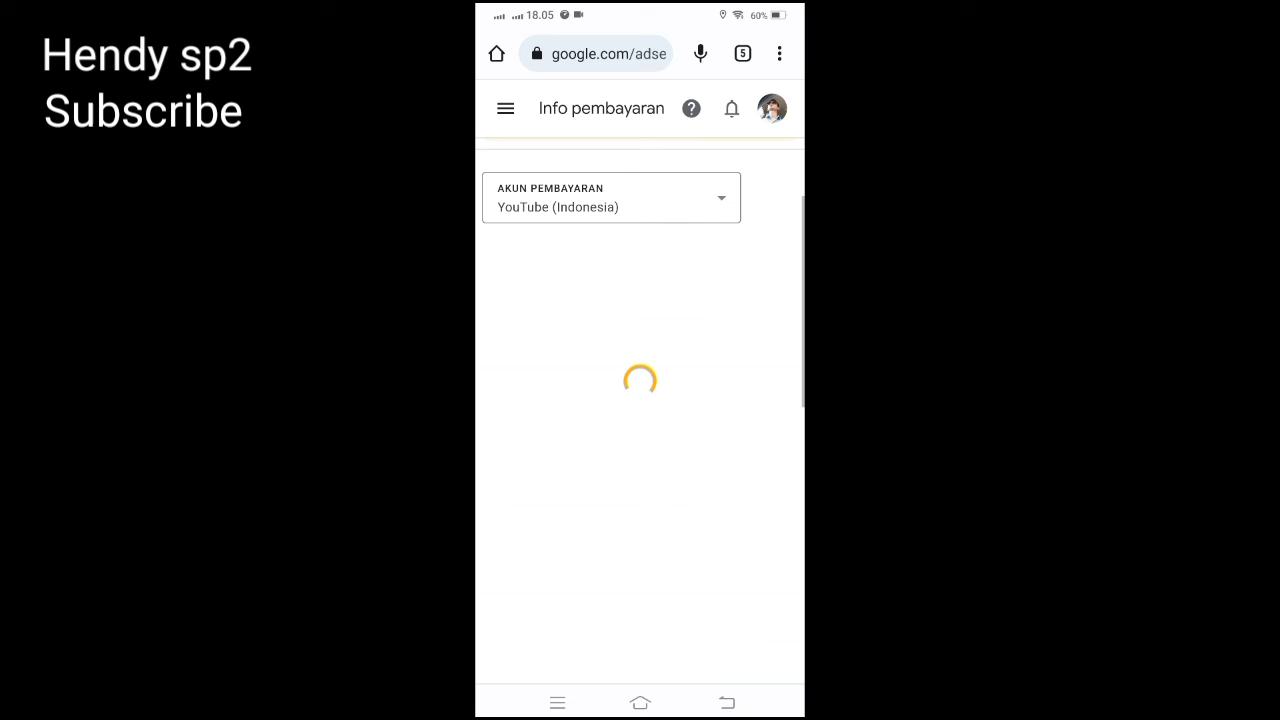 Hendy sp2
Subscribe
18.05
60%
google.com/adse
5
Info pembayaran
?
AKUN PEMBAYARAN
YouTube (Indonesia)